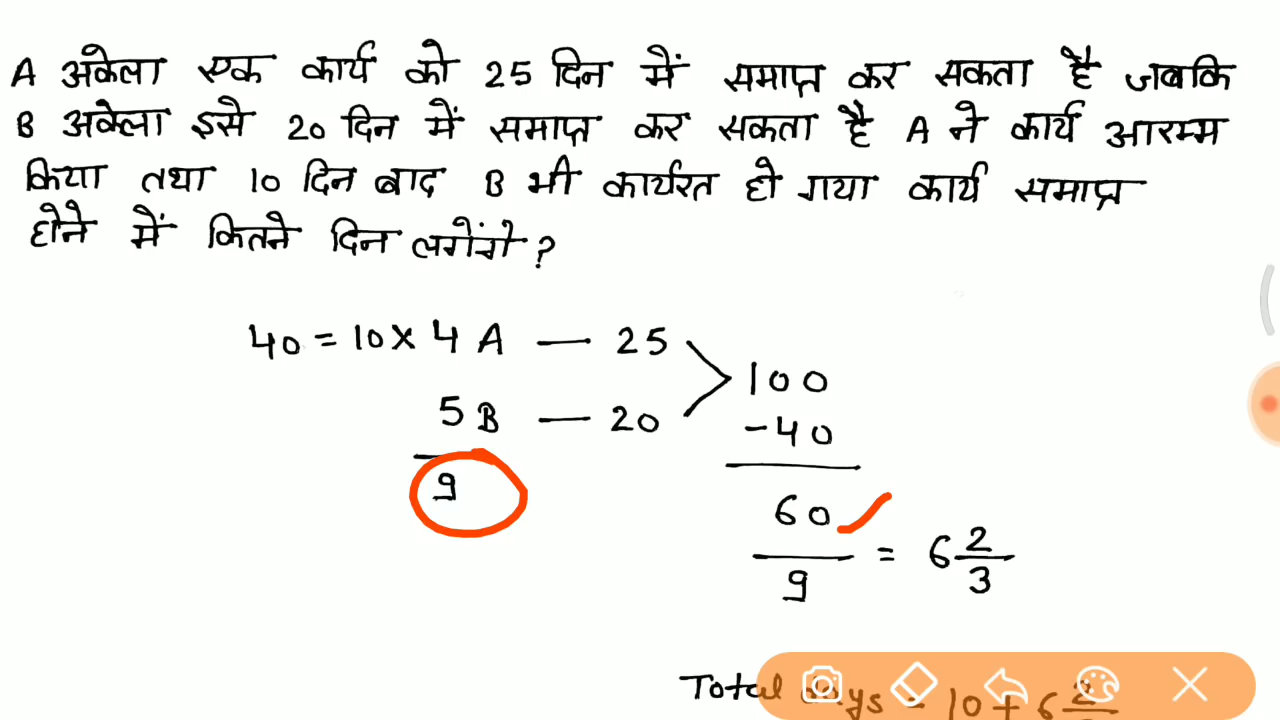 A अकेला एक कार्य को 25 दिन में समाप्त कर सकता है जबकि
B अकेला इसे 20 दिन में समाप्त कर सकता है A ने कार्य आरम्भ
किया तथा 10 दिन बाद B भी कार्यरत हो गया कार्य समाप्त
होने में कितने दिन लगेंगे ?
40 = 10 x 4 A — 25
100
5 B — 20
- 40
9
60
9
= 6 2/3
Total days = 10 + 6 2